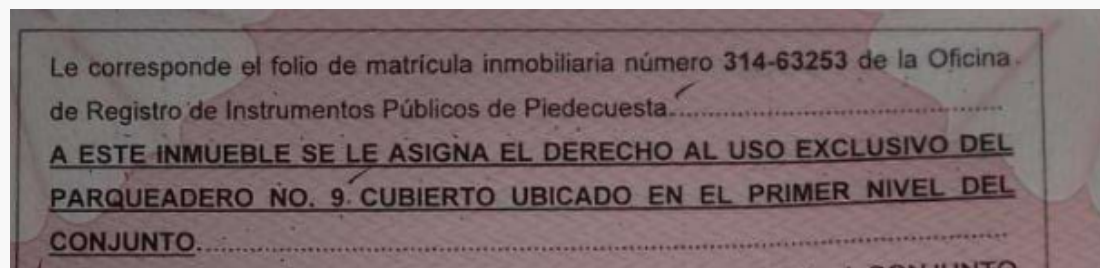 Le corresponde el folio de matrícula inmobiliaria número 314-63253 de la Oficina
de Registro de Instrumentos Públicos de Piedecuesta..............................
A ESTE INMUEBLE SE LE ASIGNA EL DERECHO AL USO EXCLUSIVO DEL
PARQUEADERO NO. 9 CUBIERTO UBICADO EN EL PRIMER NIVEL DEL
CONJUNTO..............................
CONJUNTO